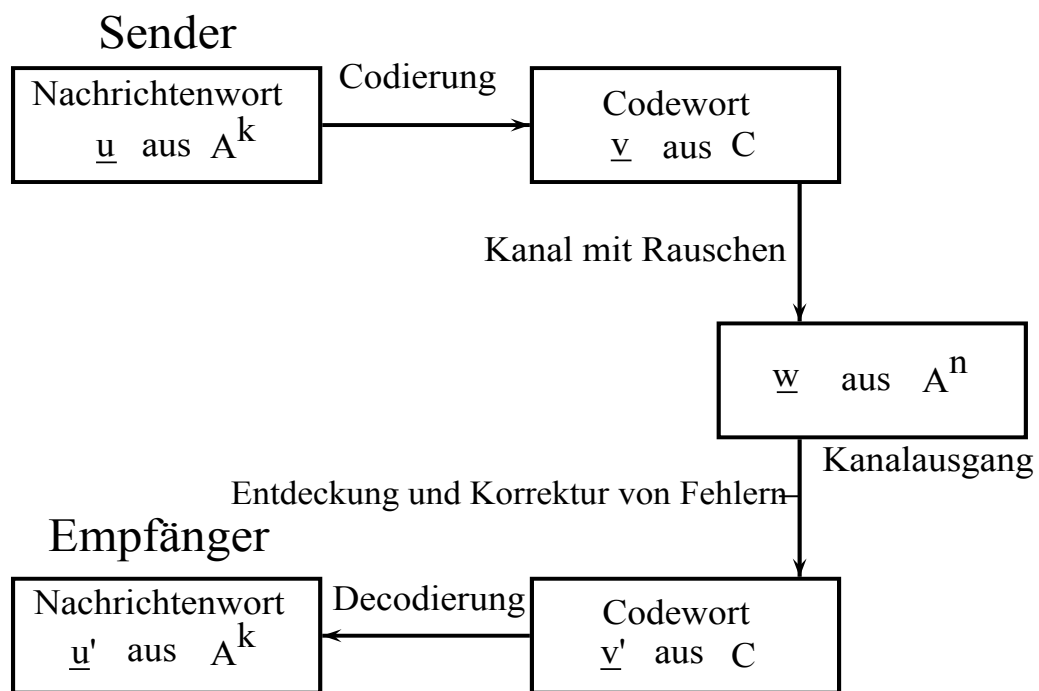 Sender
Nachrichtenwort
u aus A^k
Codierung
Codewort
v aus C
Kanal mit Rauschen
w aus A^n
Kanalausgang
Entdeckung und Korrektur von Fehlern
Empfänger
Nachrichtenwort
u' aus A^k
Decodierung
Codewort
v' aus C